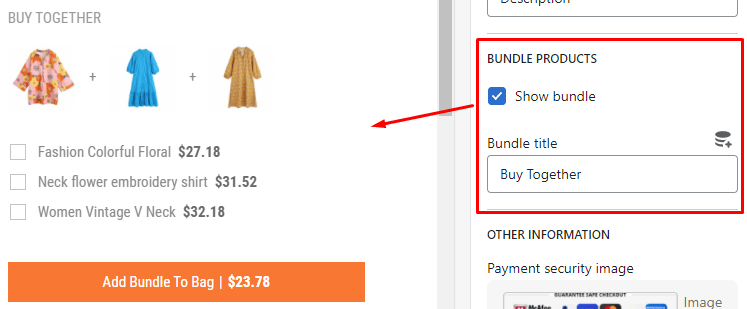 BUY TOGETHER
+ +
Fashion Colorful Floral $27.18
Neck flower embroidery shirt $31.52
Women Vintage V Neck $32.18
Add Bundle To Bag | $23.78
Description
BUNDLE PRODUCTS
Show bundle
Bundle title
Buy Together
OTHER INFORMATION
Payment security image
GUARANTEE SAFE CHECKOUT
McAfee
Image